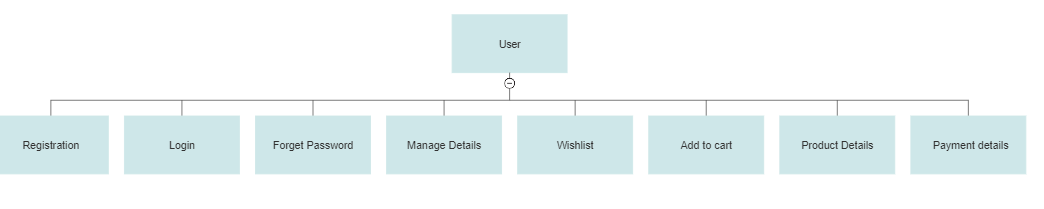 User
Registration
Login
Forget Password
Manage Details
Wishlist
Add to cart
Product Details
Payment details